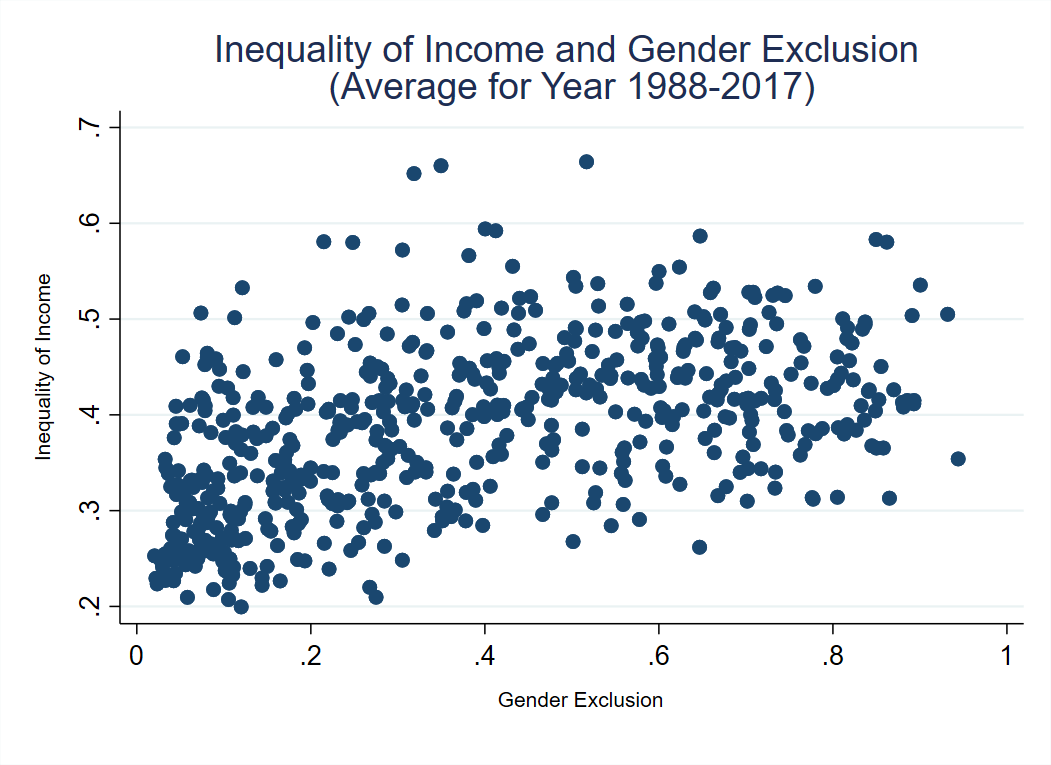 Inequality of Income and Gender Exclusion
(Average for Year 1988-2017)
Inequality of Income
.7
.6
.5
.4
.3
.2
0 .2 .4 .6 .8 1
Gender Exclusion